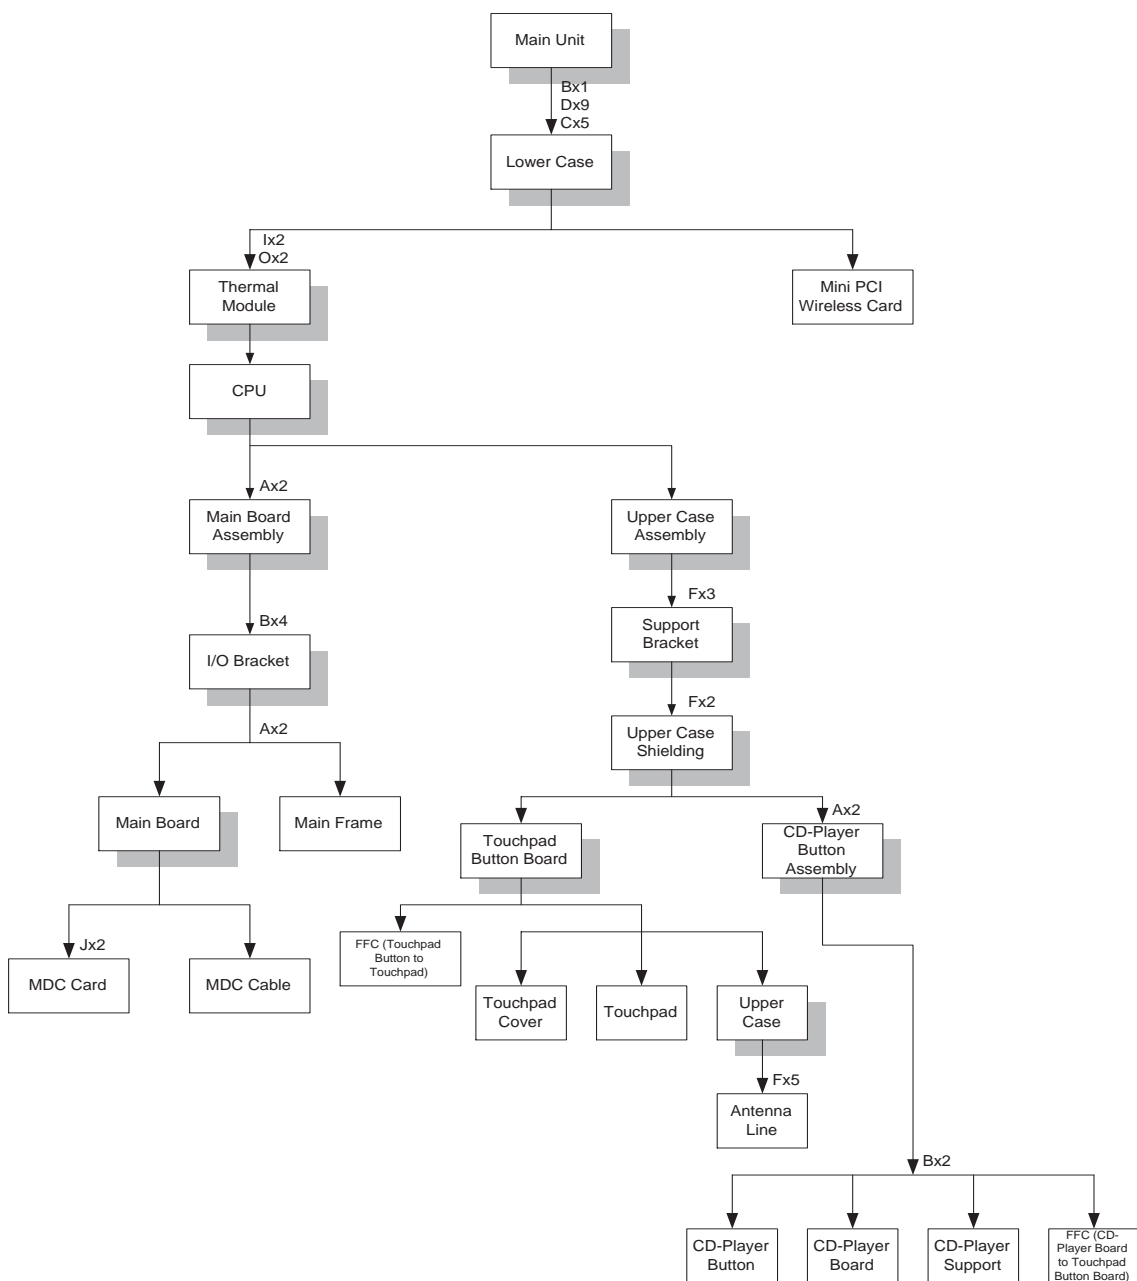 Main Unit
Bx1
Dx9
Cx5
Lower Case
Ix2
Ox2
Thermal
Module
Mini PCI
Wireless Card
CPU
Ax2
Main Board
Assembly
Upper Case
Assembly
Fx3
Bx4
Support
Bracket
I/O Bracket
Fx2
Ax2
Upper Case
Shielding
Main Board
Main Frame
Ax2
Touchpad
Button Board
CD-Player
Button
Assembly
Jx2
MDC Card
MDC Cable
FFC (Touchpad
Button to
Touchpad)
Touchpad
Cover
Touchpad
Upper
Case
Fx5
Antenna
Line
Bx2
CD-Player
Button
CD-Player
Board
CD-Player
Support
FFC (CD-
Player Board
to Touchpad
Button Board)